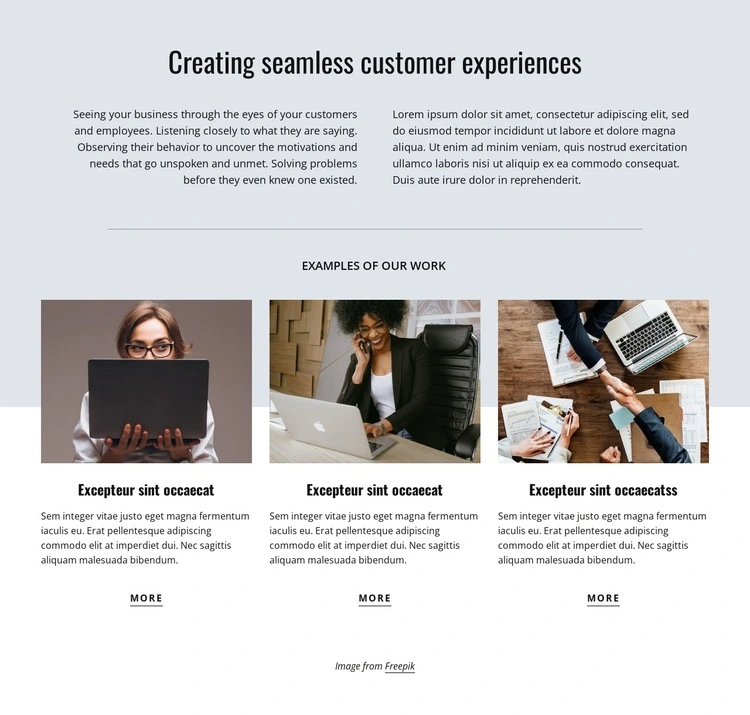 Creating seamless customer experiences
Seeing your business through the eyes of your customers
and employees. Listening closely to what they are saying.
Observing their behavior to uncover the motivations and
needs that go unspoken and unmet. Solving problems
before they even knew one existed.
Lorem ipsum dolor sit amet, consectetur adipiscing elit, sed
do eiusmod tempor incididunt ut labore et dolore magna
aliqua. Ut enim ad minim veniam, quis nostrud exercitation
ullamco laboris nisi ut aliquip ex ea commodo consequat.
Duis aute irure dolor in reprehenderit.
EXAMPLES OF OUR WORK
Excepteur sint occaecat
Sem integer vitae justo eget magna fermentum
iaculis eu. Erat pellentesque adipiscing
commodo elit at imperdiet dui. Nec sagittis
aliquam malesuada bibendum.
MORE
Excepteur sint occaecat
Sem integer vitae justo eget magna fermentum
iaculis eu. Erat pellentesque adipiscing
commodo elit at imperdiet dui. Nec sagittis
aliquam malesuada bibendum.
MORE
Excepteur sint occaecatss
Sem integer vitae justo eget magna fermentum
iaculis eu. Erat pellentesque adipiscing
commodo elit at imperdiet dui. Nec sagittis
aliquam malesuada bibendum.
MORE
Image from Freepik